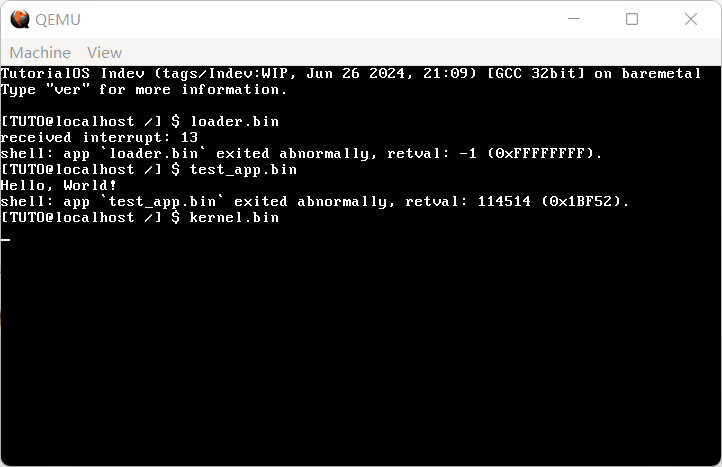 QEMU
Machine View
TutorialOS Indev (tags/Indev:WIP, Jun 26 2024, 21:09) [GCC 32bit] on baremetal
Type "ver" for more information.
[TUTO@localhost /] $ loader.bin
received interrupt: 13
shell: app `loader.bin` exited abnormally, retval: -1 (0xFFFFFFFF).
[TUTO@localhost /] $ test_app.bin
Hello, World!
shell: app `test_app.bin` exited abnormally, retval: 114514 (0x1BF52).
[TUTO@localhost /] $ kernel.bin